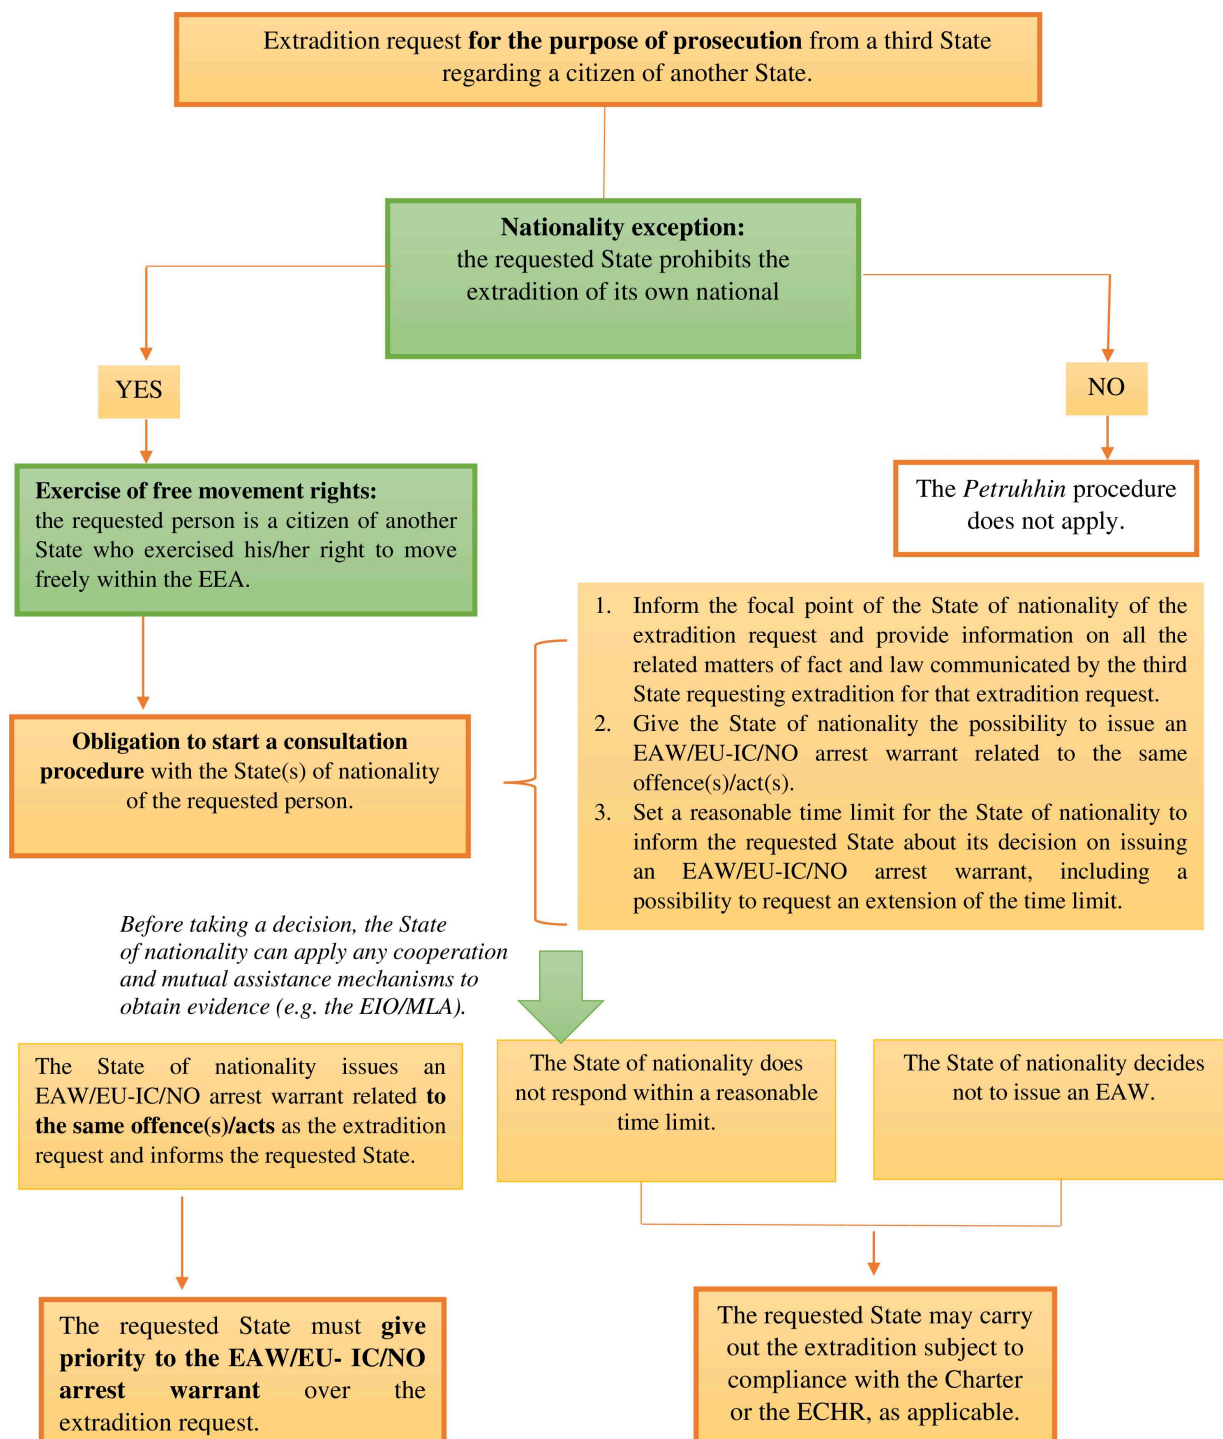 Extradition request for the purpose of prosecution from a third State
regarding a citizen of another State.
Nationality exception:
the requested State prohibits the
extradition of its own national
YES
NO
Exercise of free movement rights:
the requested person is a citizen of another
State who exercised his/her right to move
freely within the EEA.
The Petruhhin procedure
does not apply.
Obligation to start a consultation
procedure with the State(s) of nationality
of the requested person.
1. Inform the focal point of the State of nationality of the
extradition request and provide information on all the
related matters of fact and law communicated by the third
State requesting extradition for that extradition request.
2. Give the State of nationality the possibility to issue an
EAW/EU-IC/NO arrest warrant related to the same
offence(s)/act(s).
3. Set a reasonable time limit for the State of nationality to
inform the requested State about its decision on issuing
an EAW/EU-IC/NO arrest warrant, including a
possibility to request an extension of the time limit.
Before taking a decision, the State
of nationality can apply any cooperation
and mutual assistance mechanisms to
obtain evidence (e.g. the EIO/MLA).
The State of nationality issues an
EAW/EU-IC/NO arrest warrant related to
the same offence(s)/acts as the extradition
request and informs the requested State.
The State of nationality does
not respond within a reasonable
time limit.
The State of nationality decides
not to issue an EAW.
The requested State must give
priority to the EAW/EU- IC/NO
arrest warrant over the
extradition request.
The requested State may carry
out the extradition subject to
compliance with the Charter
or the ECHR, as applicable.